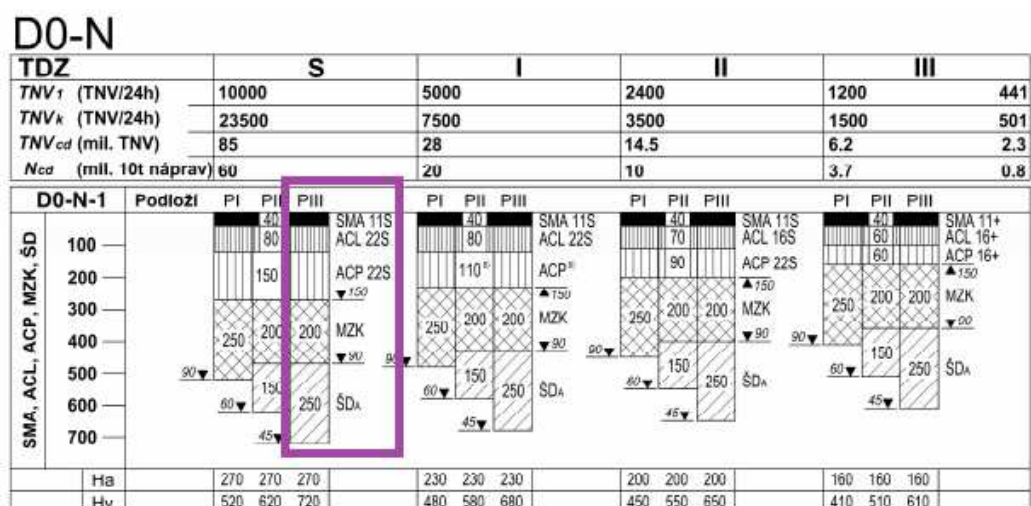 D0-N
TDZ S I II III
TNV1 (TNV/24h) 10000 5000 2400 1200 441
TNVk (TNV/24h) 23500 7500 3500 1500 501
TNVcd (mil. TNV) 85 28 14.5 6.2 2.3
Ncd (mil. 10t náprav) 60 20 10 3.7 0.8
D0-N-1 Podloží PI PII PIII PI PII PIII PI PII PIII PI PII PIII
SMA, ACL, ACP, MZK, ŠD
100
200
300
400
500
600
700
40 SMA 11S
80 ACL 22S
150 ACP 22S
150
250 200 200 MZK
90
90
150 250 ŠDA
60
45
40 SMA 11S
80 ACL 22S
110 ACP
150
250 200 200 MZK
90
90
150 250 ŠDA
60
45
40 SMA 11S
70 ACL 16S
90 ACP 22S
150
250 200 200 MZK
90
90
150 250 ŠDA
60
45
40 SMA 11+
60 ACL 16+
60 ACP 16+
150
250 200 200 MZK
90
90
150 250 ŠDA
60
45
Ha 270 270 270 230 230 230 200 200 200 160 160 160
Hv 520 620 720 480 580 680 450 550 650 410 510 610